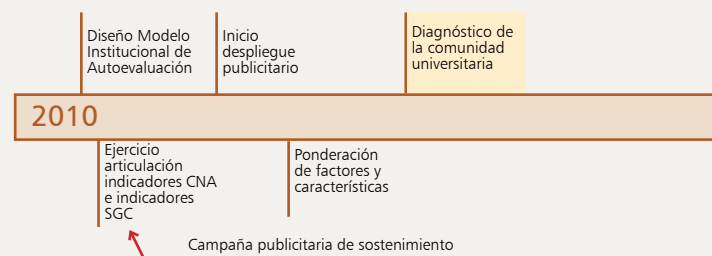 Diseño Modelo
Institucional de
Autoevaluación
Inicio
despliegue
publicitario
Diagnóstico de
la comunidad
universitaria
2010
Ejercicio
articulación
indicadores CNA
e indicadores
SGC
Ponderación
de factores y
características
Campaña publicitaria de sostenimiento